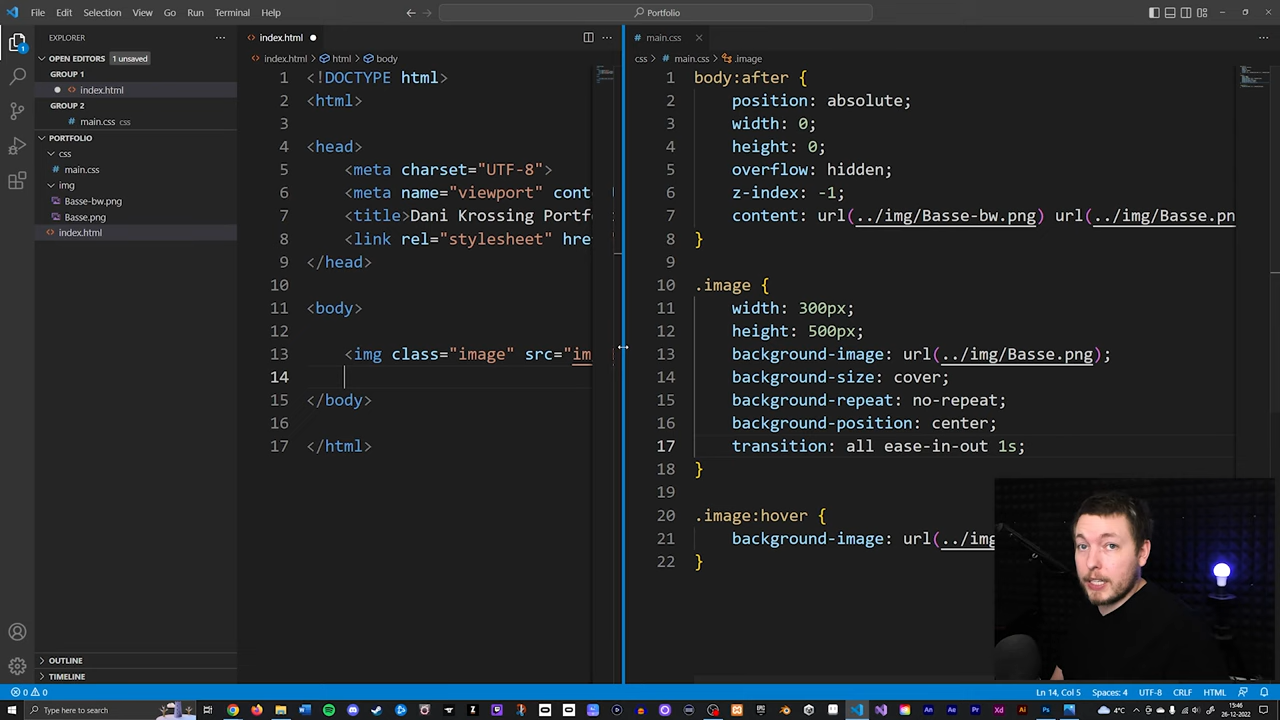 File Edit Selection View Go Run Terminal Help
Portfolio
EXPLORER
OPEN EDITORS 1 unsaved
GROUP 1
index.html
GROUP 2
main.css css
PORTFOLIO
css
main.css
img
Basse-bw.png
Basse.png
index.html
OUTLINE
TIMELINE
index.html
index.html html body
1 <!DOCTYPE html>
2 <html>
3
4 <head>
5 <meta charset="UTF-8">
6 <meta name="viewport" cont
7 <title>Dani Krossing Portf
8 <link rel="stylesheet" href
9 </head>
10
11 <body>
12
13 <img class="image" src="im
14
15 </body>
16
17 </html>
main.css
css main.css .image
1 body:after {
2 position: absolute;
3 width: 0;
4 height: 0;
5 overflow: hidden;
6 z-index: -1;
7 content: url(../img/Basse-bw.png) url(../img/Basse.pn
8 }
9
10 .image {
11 width: 300px;
12 height: 500px;
13 background-image: url(../img/Basse.png);
14 background-size: cover;
15 background-repeat: no-repeat;
16 background-position: center;
17 transition: all ease-in-out 1s;
18 }
19
20 .image:hover {
21 background-image: url(../img
22 }
0 0
Ln 14, Col 5 Spaces: 4 UTF-8 CRLF HTML
Type here to search
4°C
15:46
26-12-2022